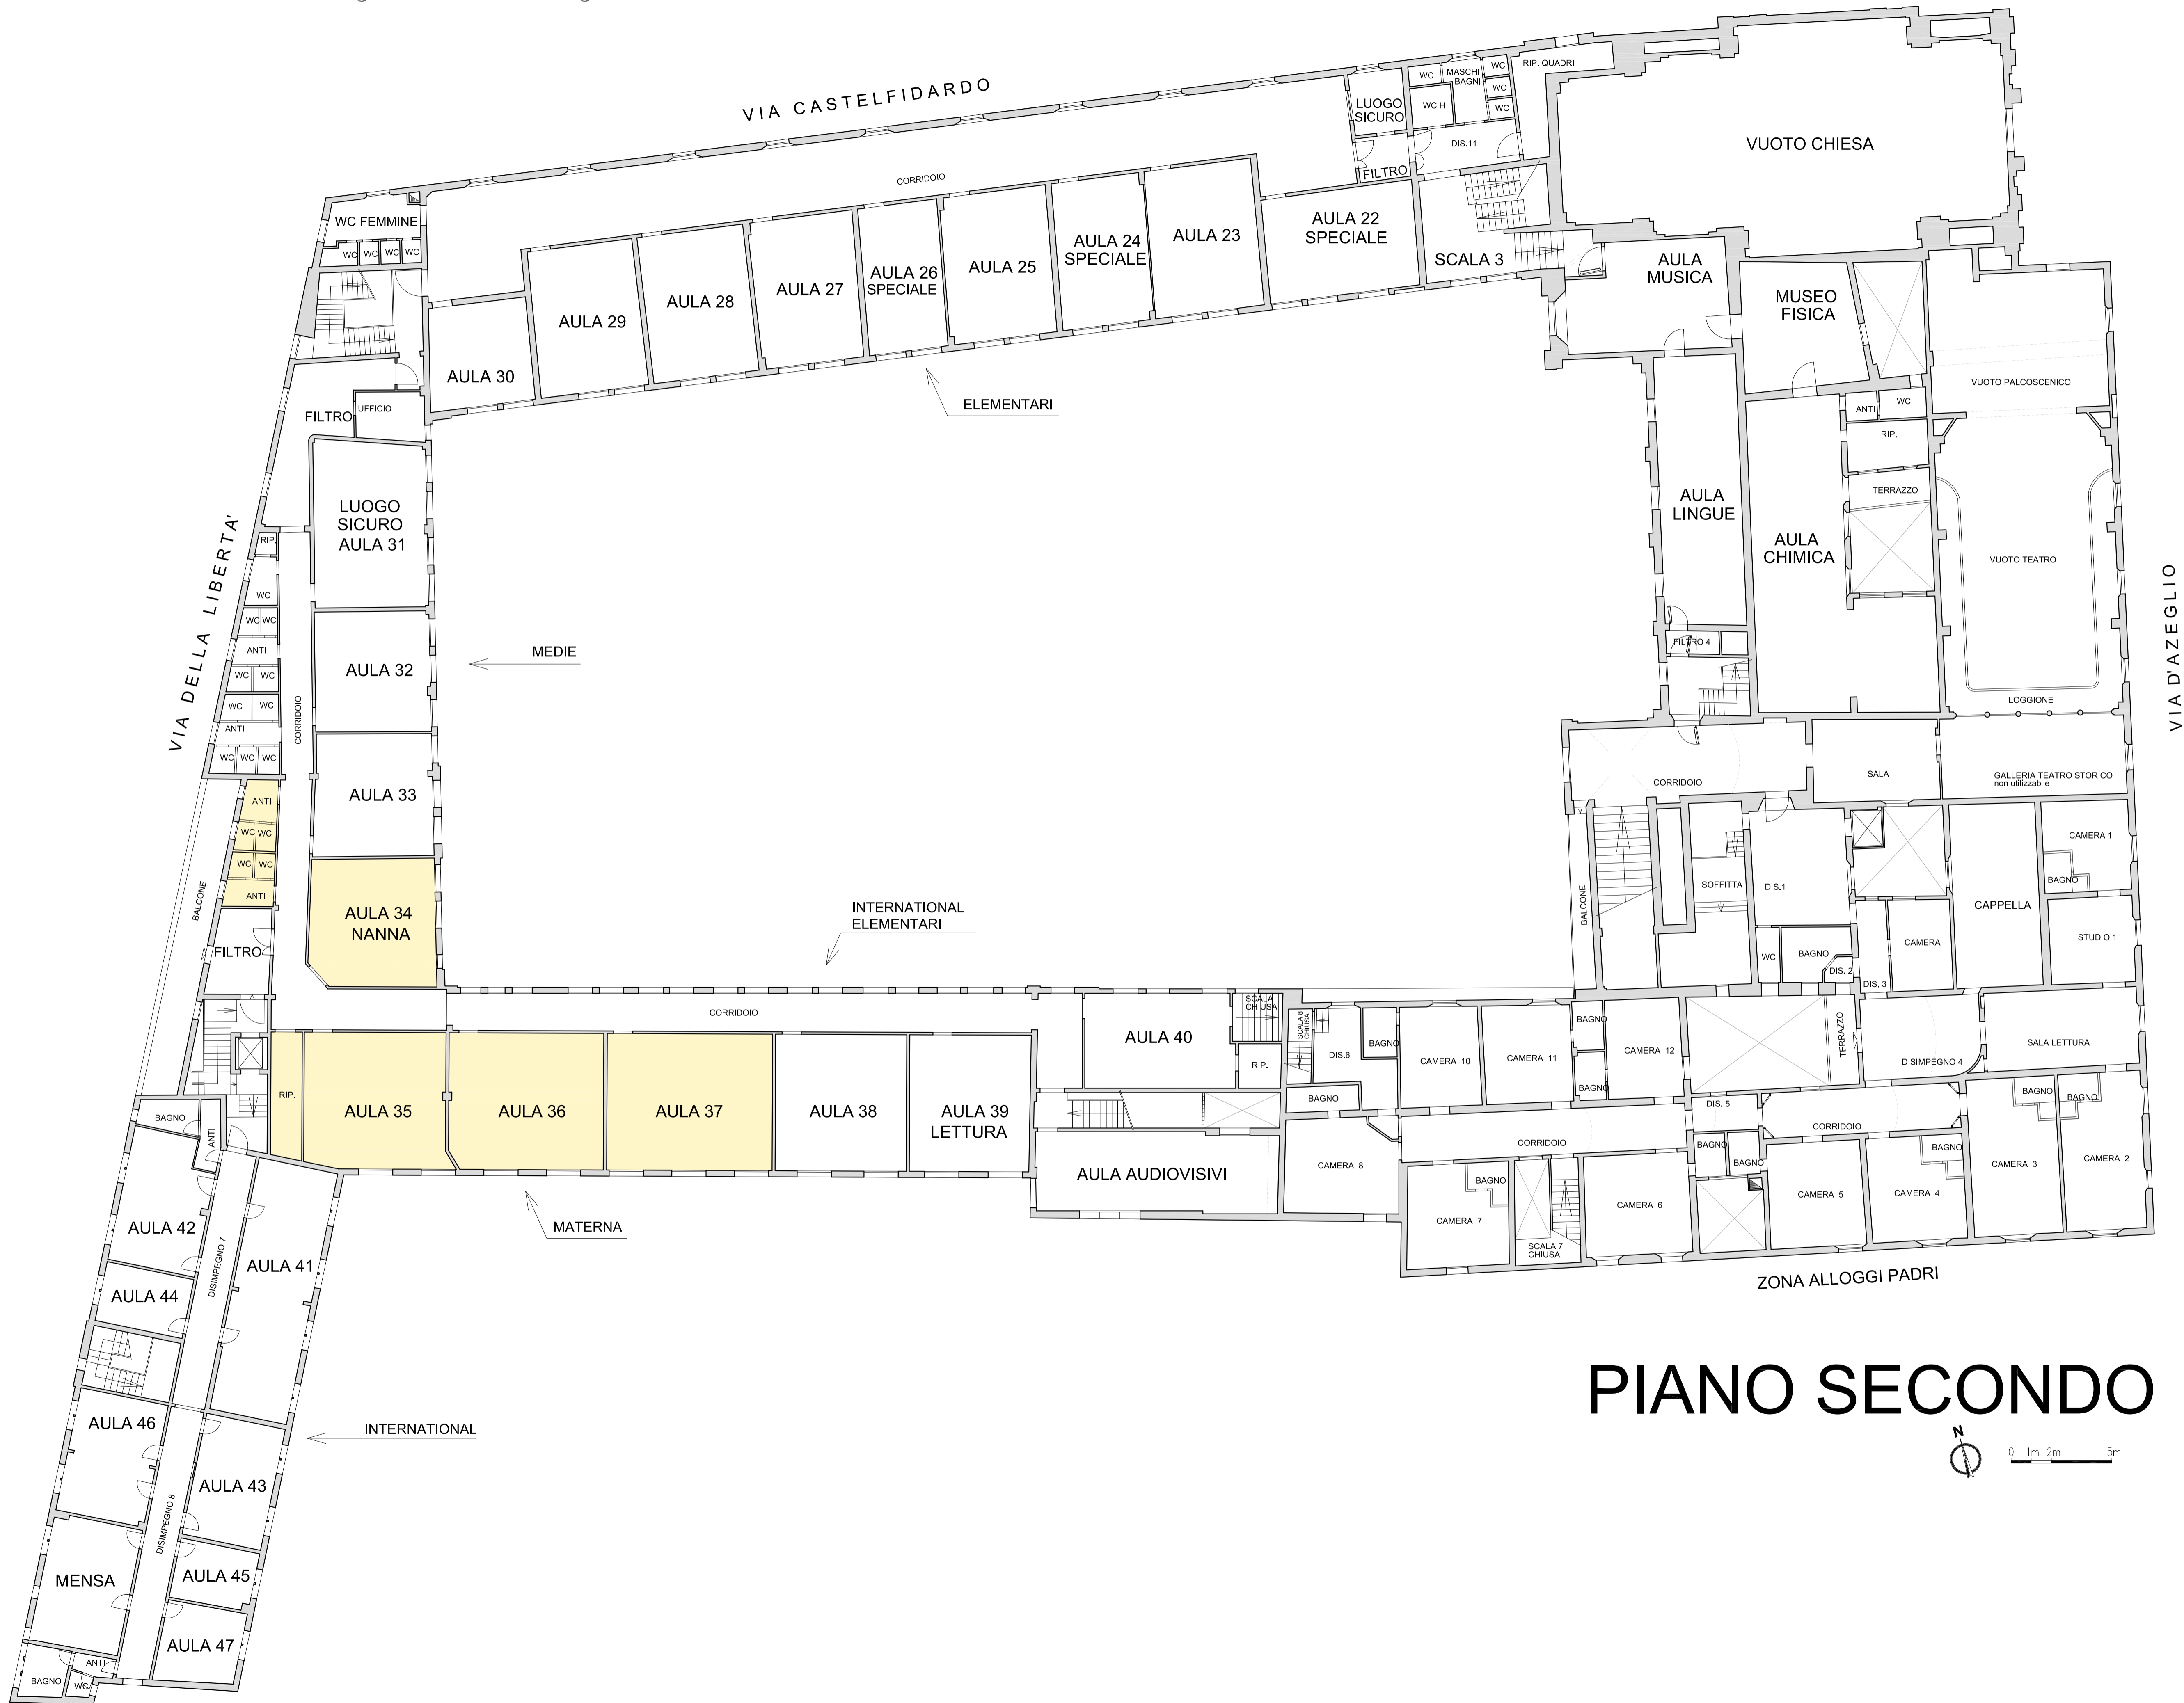 VIA CASTELFIDARDO
WC
MASCHI
BAGNI
WC
RIP. QUADRI
WC
WC H
WC
LUOGO
SICURO
DIS.11
FILTRO
VUOTO CHIESA
CORRIDOIO
WC FEMMINE
WC
WC
WC
WC
AULA 30
AULA 29
AULA 28
AULA 27
AULA 26
SPECIALE
AULA 25
AULA 24
SPECIALE
AULA 23
AULA 22
SPECIALE
SCALA 3
AULA
MUSICA
MUSEO
FISICA
VUOTO PALCOSCENICO
ELEMENTARI
FILTRO
UFFICIO
ANTI
WC
RIP.
TERRAZZO
AULA
LINGUE
AULA
CHIMICA
VUOTO TEATRO
VIA D'AZEGLIO
LUOGO
SICURO
AULA 31
VIA DELLA LIBERTA'
RIP.
WC
WC
WC
ANTI
WC
WC
WC
WC
ANTI
WC
WC
WC
CORRIDOIO
AULA 32
MEDIE
AULA 33
FILTRO 4
LOGGIONE
CORRIDOIO
SALA
GALLERIA TEATRO STORICO
non utilizzabile
ANTI
WC
WC
WC
WC
ANTI
BALCONE
FILTRO
AULA 34
NANNA
INTERNATIONAL
ELEMENTARI
BALCONE
SOFFITTA
DIS.1
WC
BAGNO
DIS. 2
DIS. 3
CAMERA
CAPPELLA
CAMERA 1
BAGNO
STUDIO 1
CORRIDOIO
RIP.
AULA 35
AULA 36
AULA 37
AULA 38
AULA 39
LETTURA
AULA 40
SCALA
CHIUSA
RIP.
SCALA 8
CHIUSA
DIS.6
BAGNO
BAGNO
CAMERA 10
CAMERA 11
BAGNO
BAGNO
CAMERA 12
TERRAZZO
DISIMPEGNO 4
SALA LETTURA
DIS. 5
CORRIDOIO
CORRIDOIO
BAGNO
BAGNO
BAGNO
BAGNO
BAGNO
AULA AUDIOVISIVI
CAMERA 8
CAMERA 7
BAGNO
SCALA 7
CHIUSA
CAMERA 6
CAMERA 5
CAMERA 4
CAMERA 3
CAMERA 2
ZONA ALLOGGI PADRI
MATERNA
BAGNO
ANTI
AULA 42
DISIMPEGNO 7
AULA 41
AULA 44
AULA 46
INTERNATIONAL
AULA 43
DISIMPEGNO 8
MENSA
AULA 45
AULA 47
ANTI
BAGNO
WC
PIANO SECONDO
N
0 1m 2m 5m